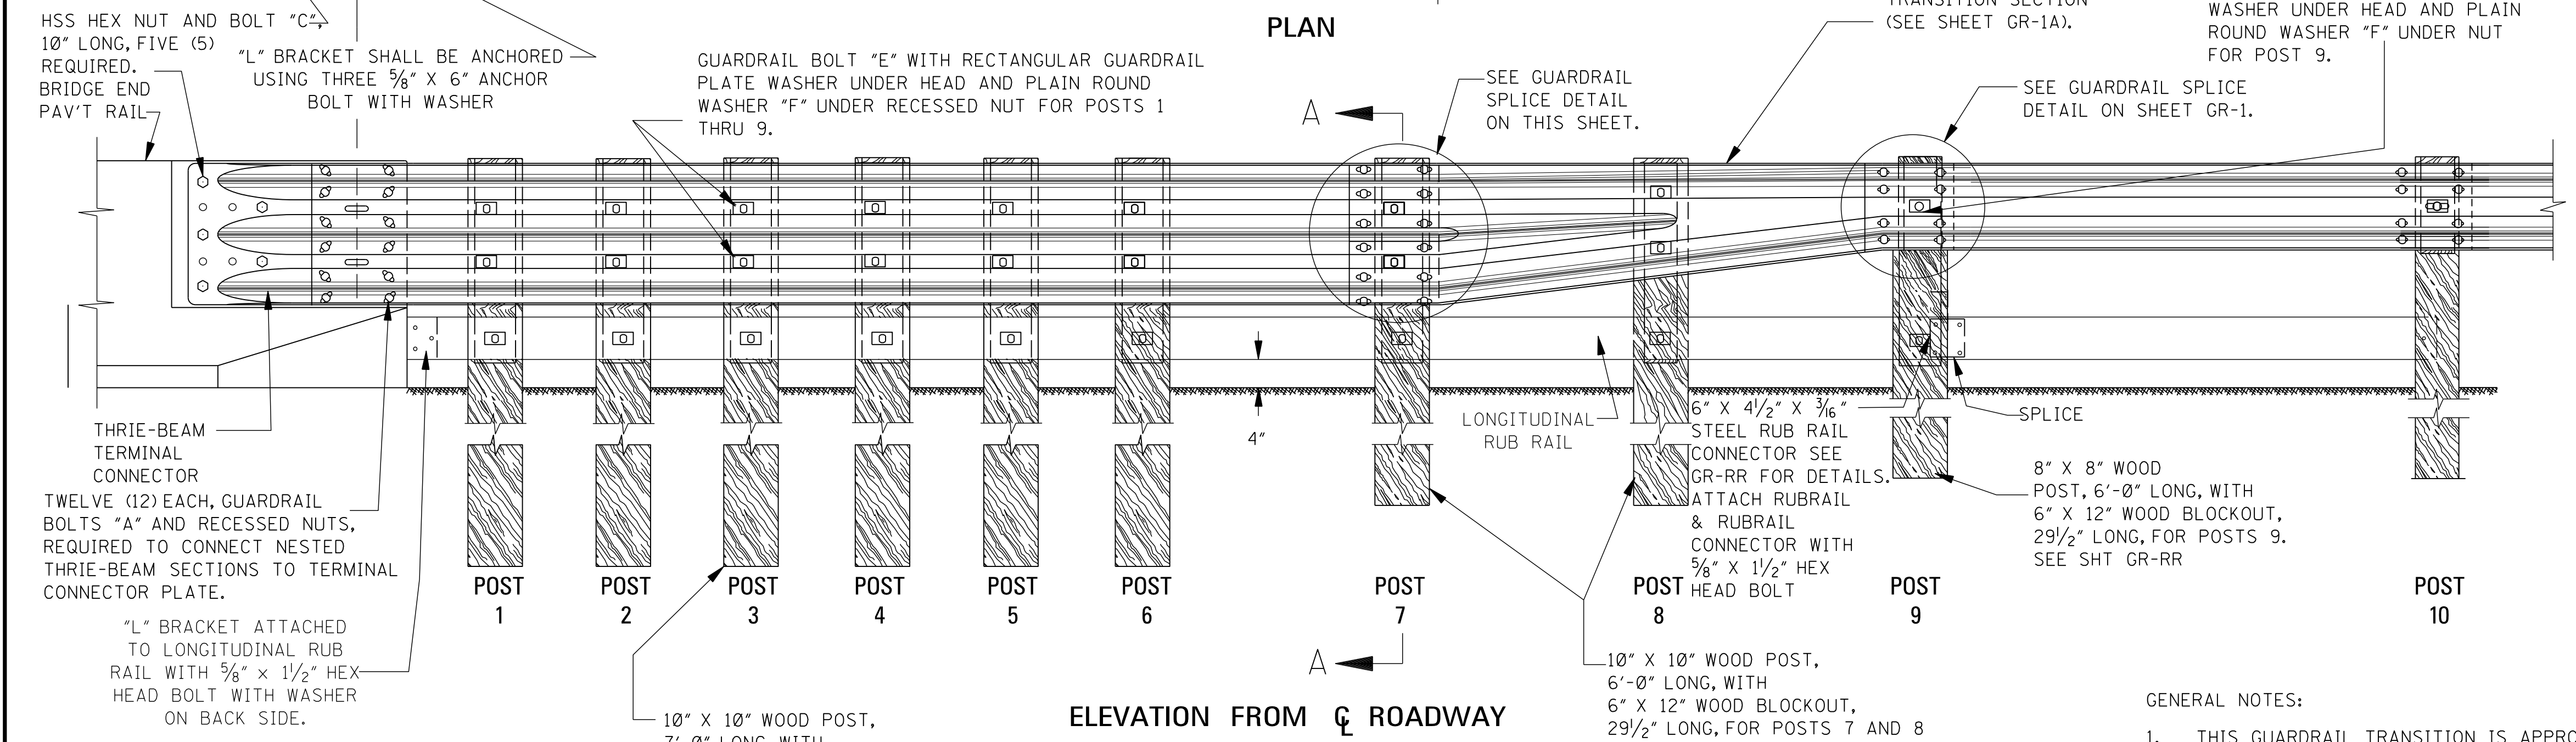 HSS HEX NUT AND BOLT "C",
10" LONG, FIVE (5)
REQUIRED.
BRIDGE END
PAV'T RAIL
"L" BRACKET SHALL BE ANCHORED
USING THREE 5/8" X 6" ANCHOR
BOLT WITH WASHER
GUARDRAIL BOLT "E" WITH RECTANGULAR GUARDRAIL
PLATE WASHER UNDER HEAD AND PLAIN ROUND
WASHER "F" UNDER RECESSED NUT FOR POSTS 1
THRU 9.
PLAN
A
SEE GUARDRAIL
SPLICE DETAIL
ON THIS SHEET.
TRANSITION SECTION
(SEE SHEET GR-1A).
WASHER UNDER HEAD AND PLAIN
ROUND WASHER "F" UNDER NUT
FOR POST 9.
SEE GUARDRAIL SPLICE
DETAIL ON SHEET GR-1.
THRIE-BEAM
TERMINAL
CONNECTOR
TWELVE (12) EACH, GUARDRAIL
BOLTS "A" AND RECESSED NUTS,
REQUIRED TO CONNECT NESTED
THRIE-BEAM SECTIONS TO TERMINAL
CONNECTOR PLATE.
"L" BRACKET ATTACHED
TO LONGITUDINAL RUB
RAIL WITH 5/8" x 1 1/2" HEX
HEAD BOLT WITH WASHER
ON BACK SIDE.
4"
LONGITUDINAL
RUB RAIL
6" X 4 1/2" X 3/16"
STEEL RUB RAIL
CONNECTOR SEE
GR-RR FOR DETAILS.
ATTACH RUBRAIL
& RUBRAIL
CONNECTOR WITH
5/8" X 1 1/2" HEX
HEAD BOLT
SPLICE
8" X 8" WOOD
POST, 6'-0" LONG, WITH
6" X 12" WOOD BLOCKOUT,
29 1/2" LONG, FOR POSTS 9.
SEE SHT GR-RR
POST
1
POST
2
POST
3
POST
4
POST
5
POST
6
POST
7
POST
8
POST
9
POST
10
A
10" X 10" WOOD POST,
7'-0" LONG WITH
10" X 10" WOOD POST,
6'-0" LONG, WITH
6" X 12" WOOD BLOCKOUT,
29 1/2" LONG, FOR POSTS 7 AND 8
ELEVATION FROM ℄ ROADWAY
GENERAL NOTES:
1. THIS GUARDRAIL TRANSITION IS